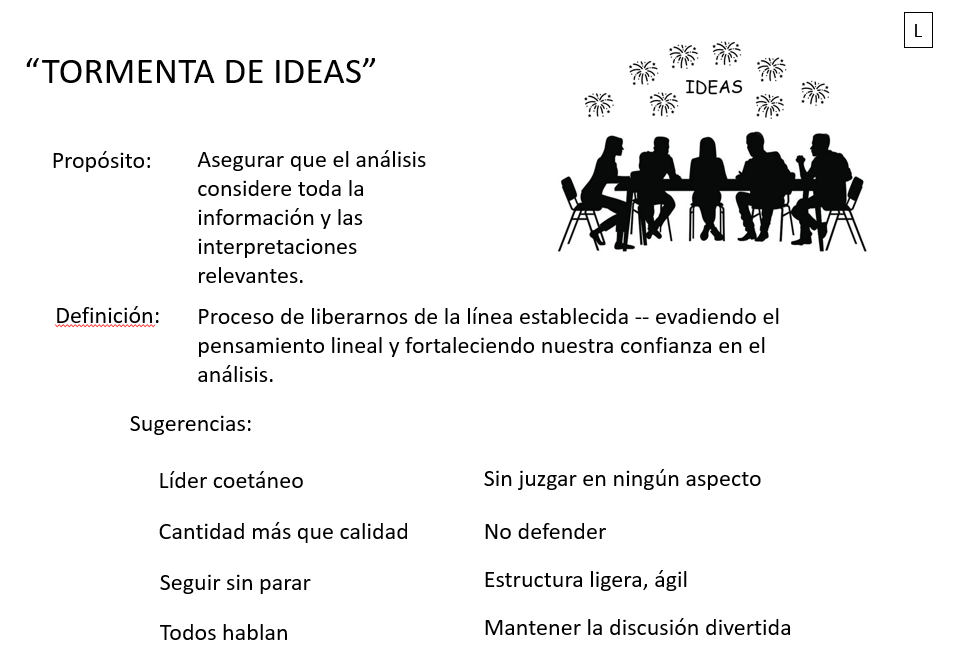 L
“TORMENTA DE IDEAS”
IDEAS
Propósito:
Asegurar que el análisis
considere toda la
información y las
interpretaciones
relevantes.
Definición:
Proceso de liberarnos de la línea establecida -- evadiendo el
pensamiento lineal y fortaleciendo nuestra confianza en el
análisis.
Sugerencias:
Líder coetáneo
Sin juzgar en ningún aspecto
Cantidad más que calidad
No defender
Seguir sin parar
Estructura ligera, ágil
Todos hablan
Mantener la discusión divertida